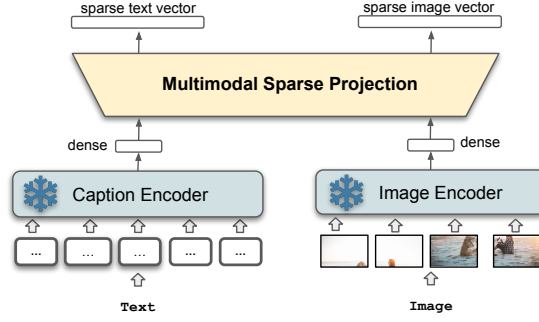 sparse text vector
sparse image vector
Multimodal Sparse Projection
dense
dense
Caption Encoder
Image Encoder
... ... ... ... ...
Text
Image